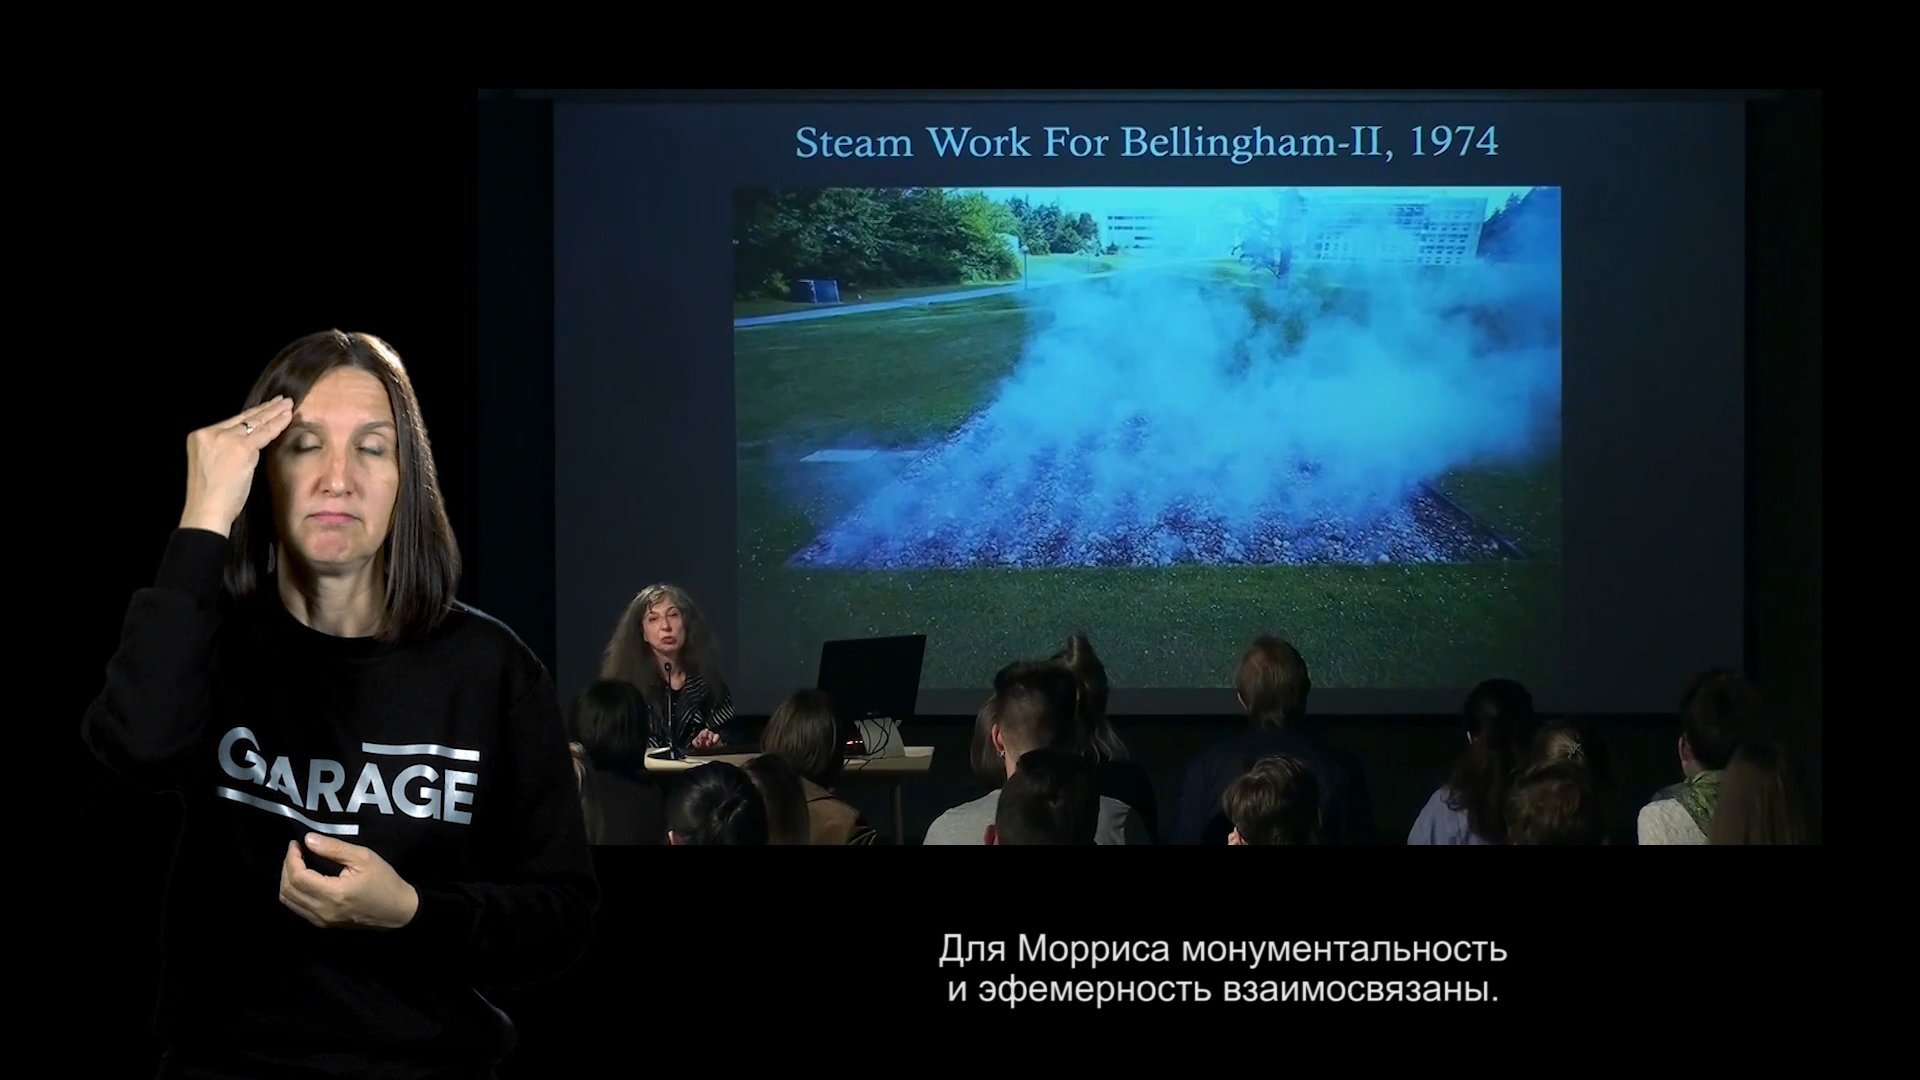 Steam Work For Bellingham-II, 1974
GARAGE
Для Морриса монументальность
и эфемерность взаимосвязаны.